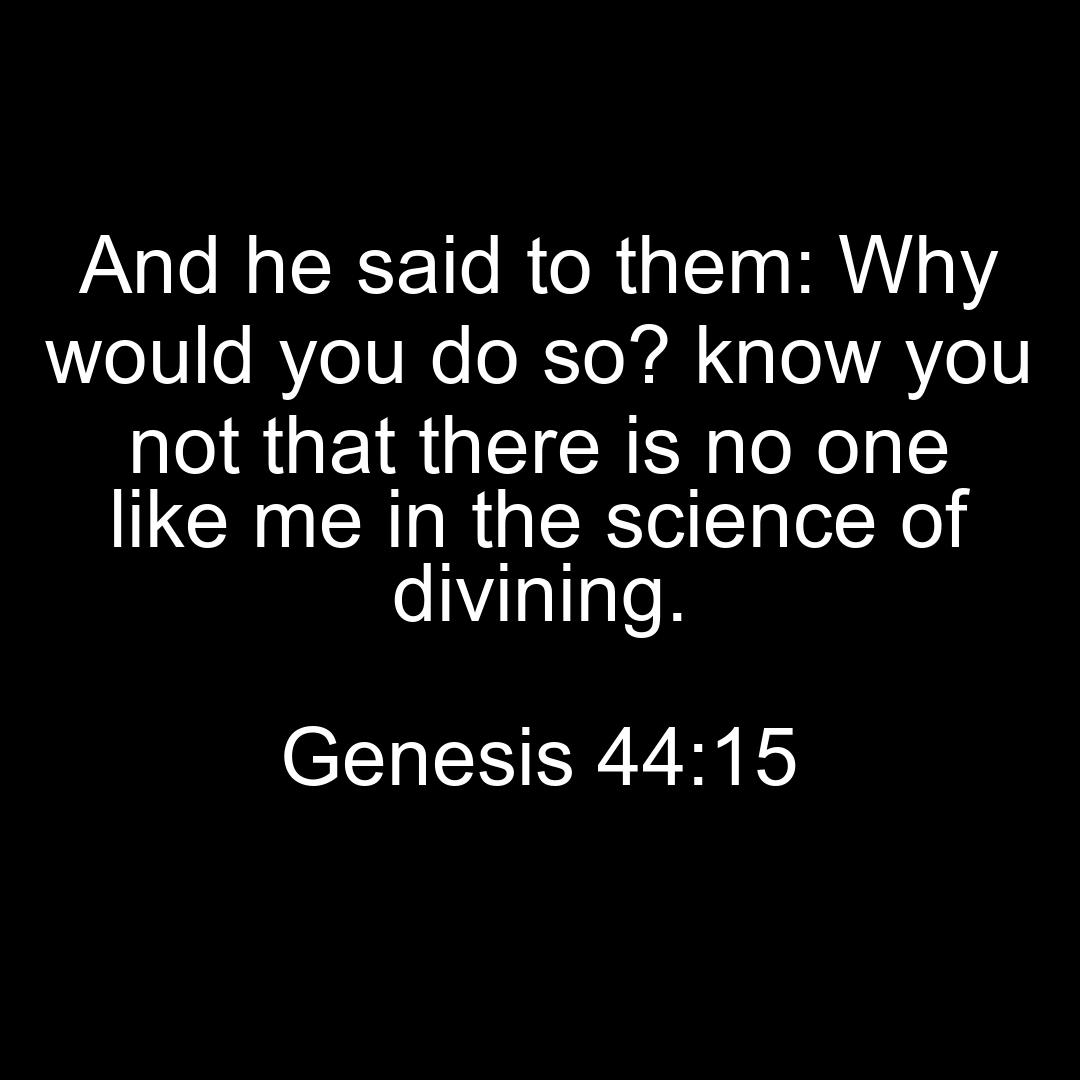 And he said to them: Why
would you do so? know you
not that there is no one
like me in the science of
divining.
Genesis 44:15